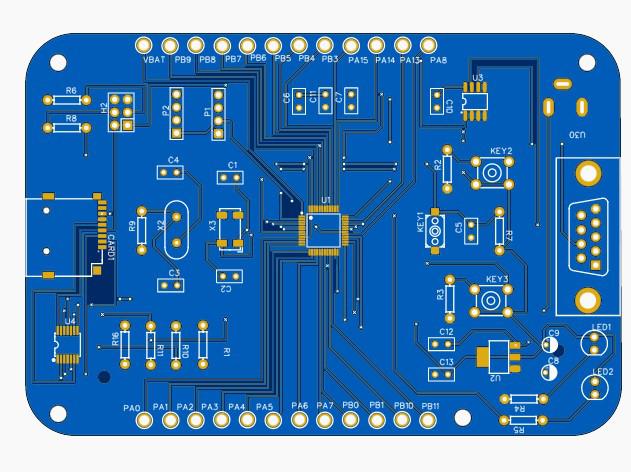 VBAT PB9 PB8 PB7 PB6 PB5 PB4 PB3 PA15 PA14 PA13 PA8
U3
R6
H2
P2
P1
C6
C11
C7
C10
R8
U30
R2
KEY2
C4
C1
U1
CARD1
R9
X2
X3
KEY1
C5
R7
C3
C2
R3
KEY3
U4
R16
R11
R10
R1
C12
C9
LED1
C13
U2
C8
LED2
R4
PA0 PA1 PA2 PA3 PA4 PA5 PA6 PA7 PB0 PB1 PB10 PB11
R5